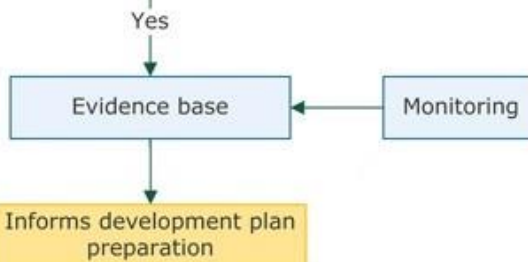 Yes
Evidence base
Monitoring
Informs development plan
preparation